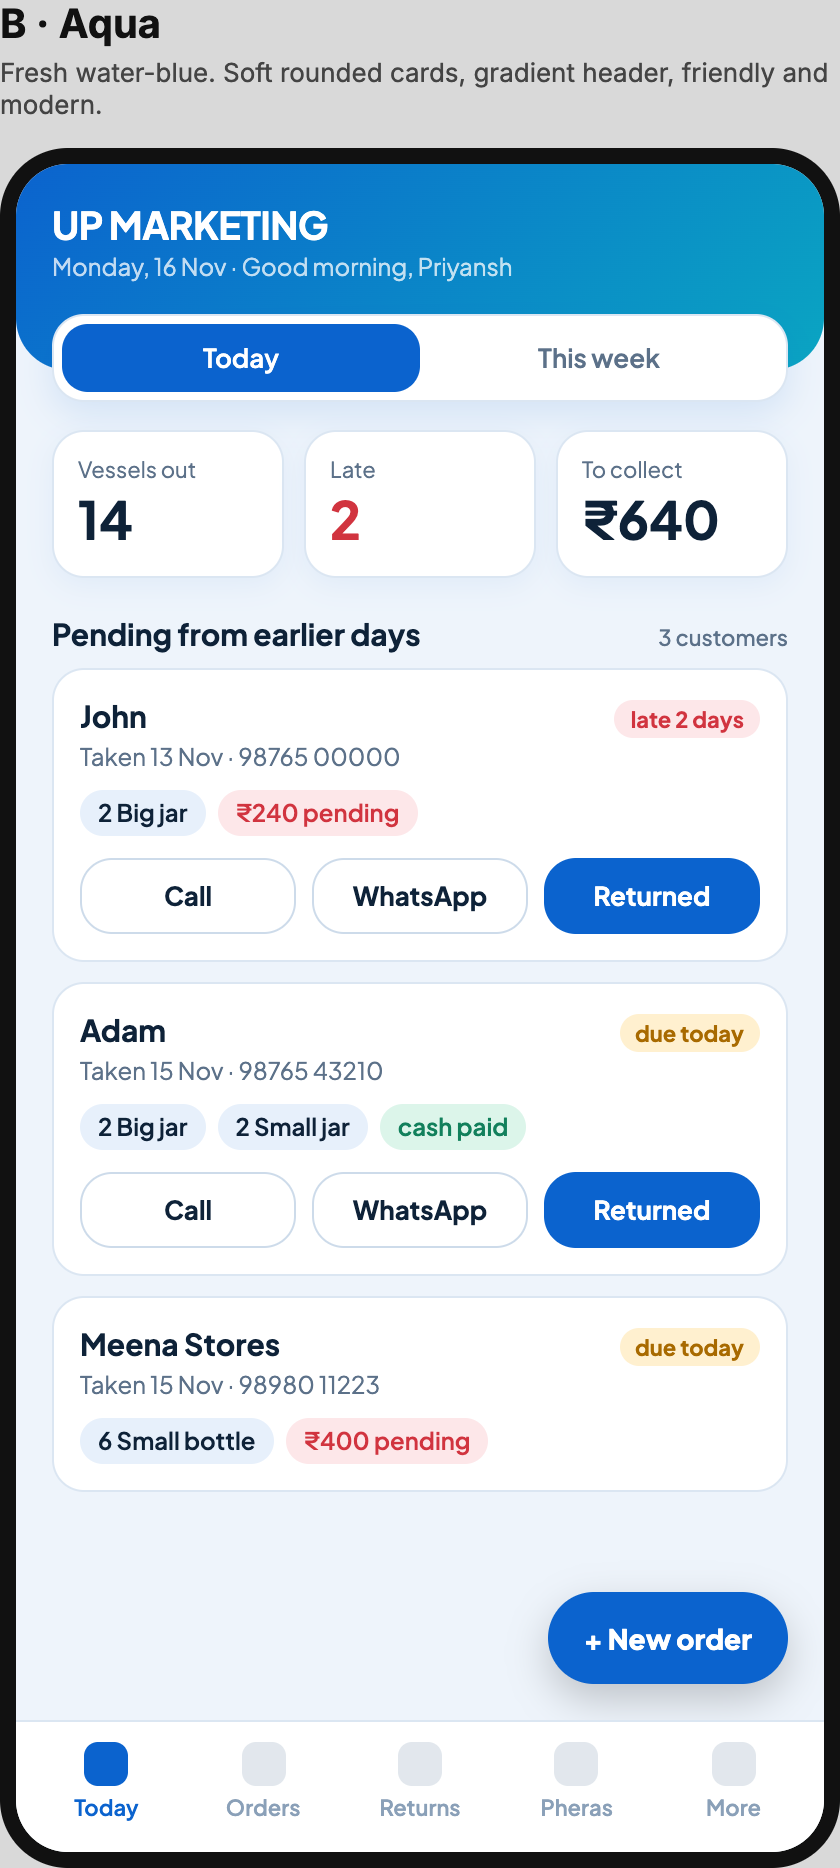 B · Aqua
Fresh water-blue. Soft rounded cards, gradient header, friendly and
modern.
UP MARKETING
Monday, 16 Nov · Good morning, Priyansh
Today
This week
Vessels out
Late
To collect
14
2
₹640
Pending from earlier days
3 customers
John
late 2 days
Taken 13 Nov · 98765 00000
2 Big jar
₹240 pending
Call
WhatsApp
Returned
Adam
due today
Taken 15 Nov · 98765 43210
2 Big jar
2 Small jar
cash paid
Call
WhatsApp
Returned
Meena Stores
due today
Taken 15 Nov · 98980 11223
6 Small bottle
₹400 pending
+ New order
Today
Orders
Returns
Pheras
More